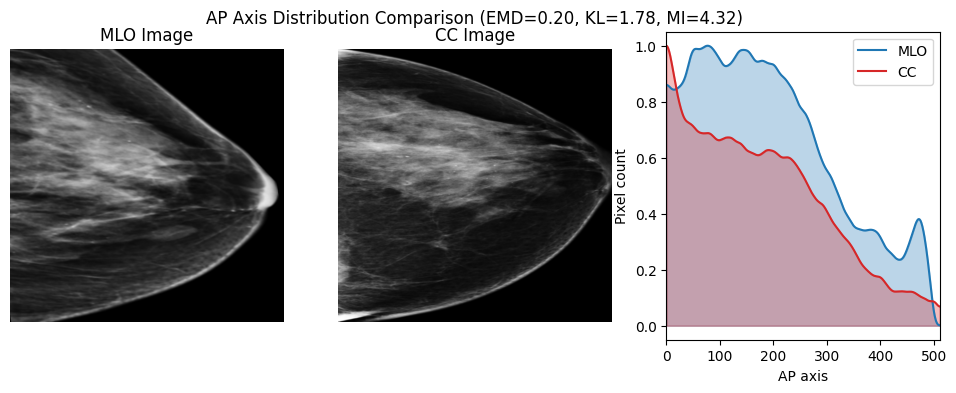 AP Axis Distribution Comparison (EMD=0.20, KL=1.78, MI=4.32)
MLO Image
CC Image
MLO
CC
Pixel count
1.0
0.8
0.6
0.4
0.2
0.0
0 100 200 300 400 500
AP axis